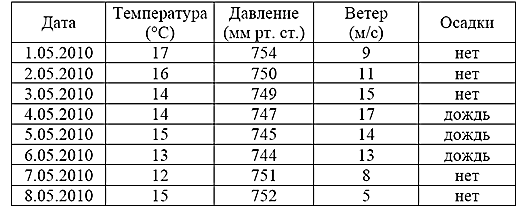 Дата Температура (°C) Давление (мм рт. ст.) Ветер (м/с) Осадки
1.05.2010 17 754 9 нет
2.05.2010 16 750 11 нет
3.05.2010 14 749 15 нет
4.05.2010 14 747 17 дождь
5.05.2010 15 745 14 дождь
6.05.2010 13 744 13 дождь
7.05.2010 12 751 8 нет
8.05.2010 15 752 5 нет